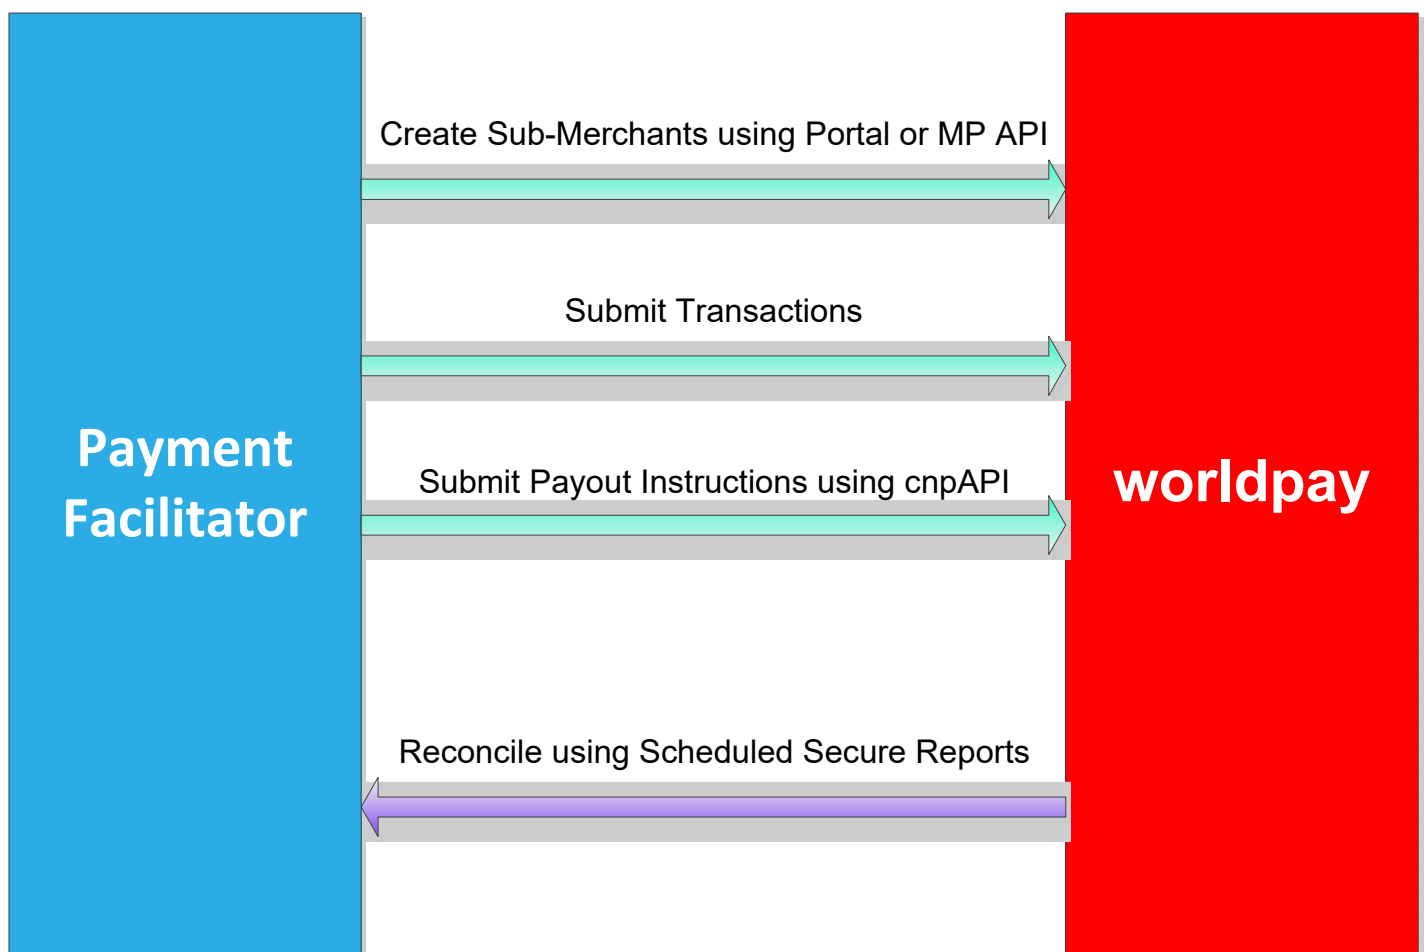 Create Sub-Merchants using Portal or MP API
Submit Transactions
Payment
Facilitator
Submit Payout Instructions using cnpAPI
worldpay
Reconcile using Scheduled Secure Reports